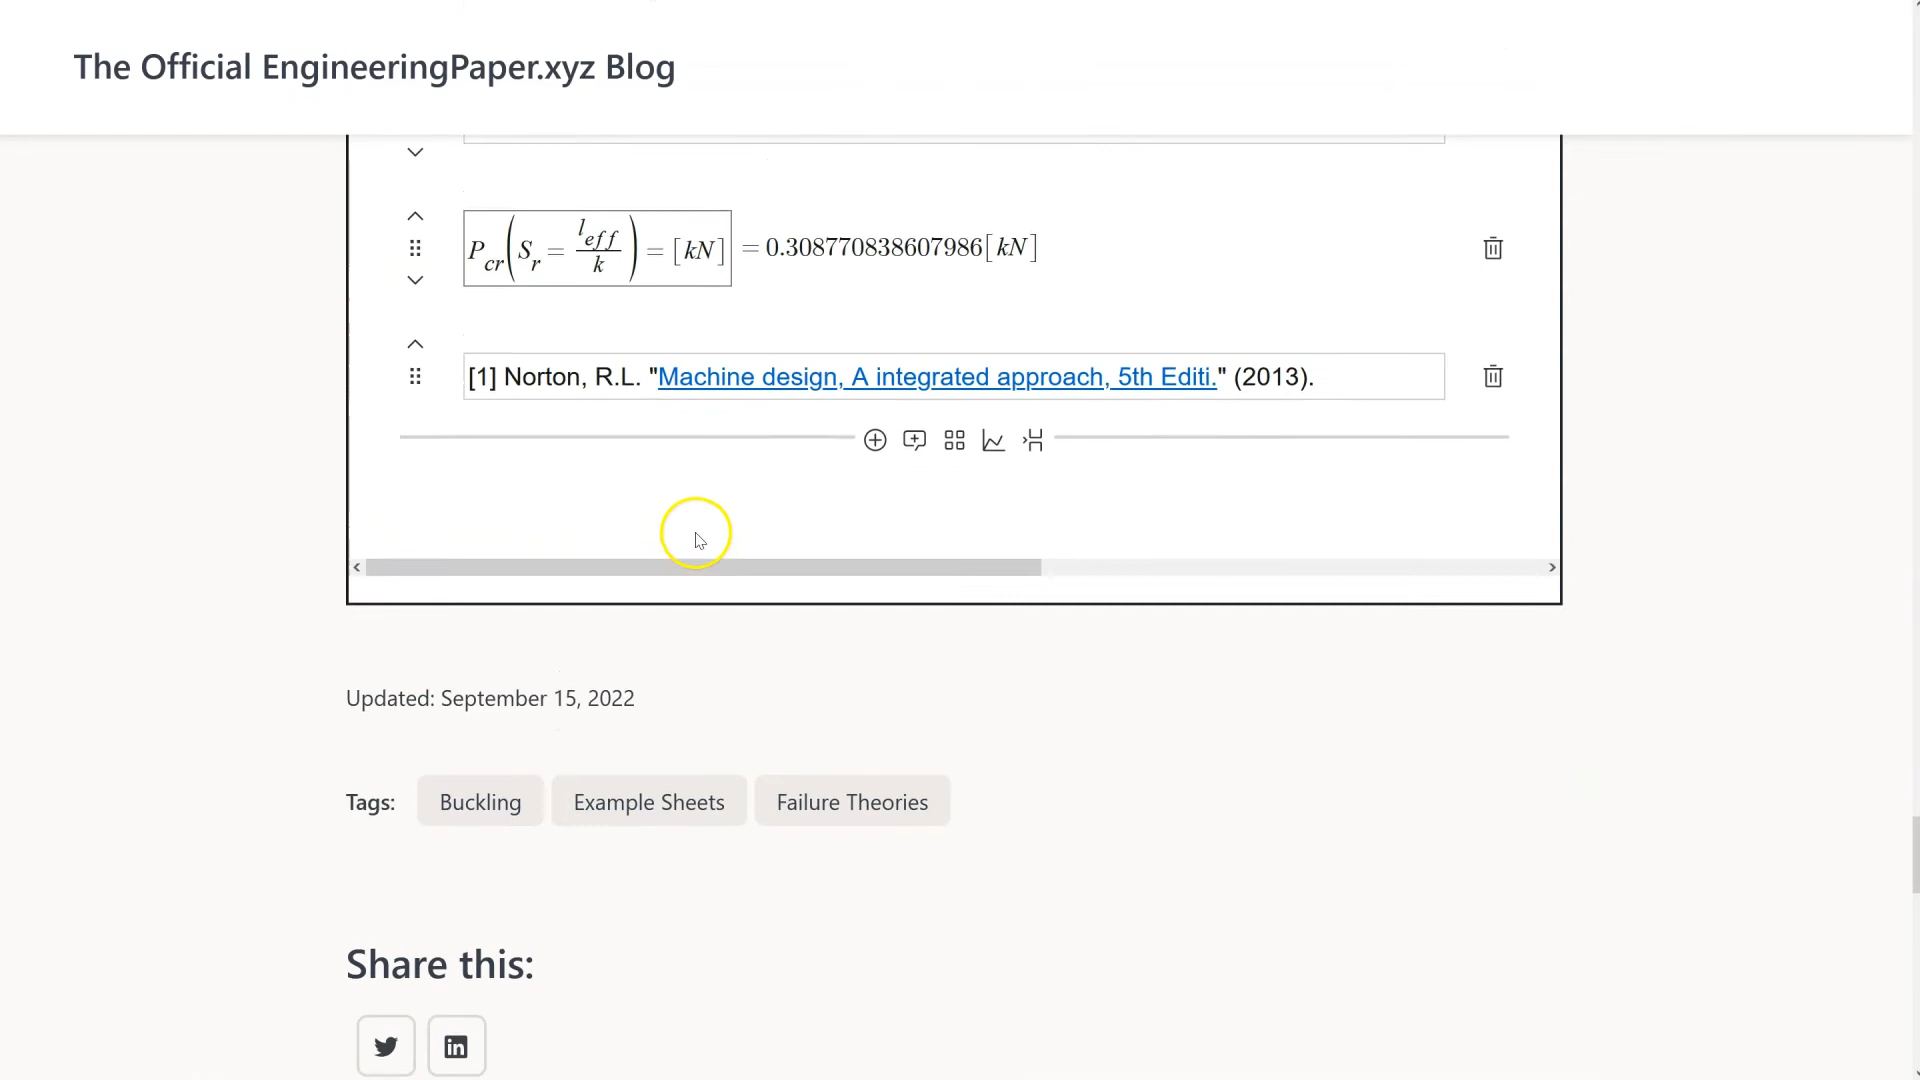 The Official EngineeringPaper.xyz Blog
P_cr(S_r = l_eff/k) = [kN] = 0.308770838607986[kN]
[1] Norton, R.L. "Machine design, A integrated approach, 5th Editi." (2013).
Updated: September 15, 2022
Tags: Buckling Example Sheets Failure Theories
Share this:
in